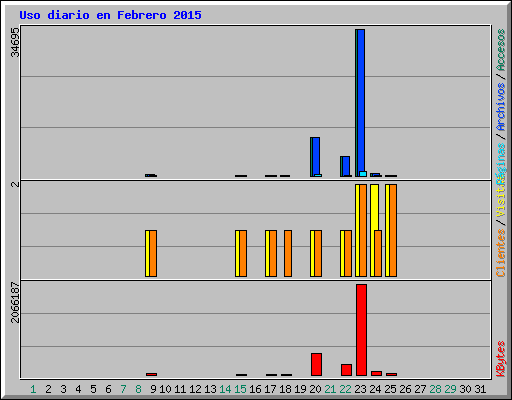 Uso diario en Febrero 2015
34695
2
2066187
Accesos / Archivos / Páginas
Clientes / Visitas
KBytes
1 2 3 4 5 6 7 8 9 10 11 12 13 14 15 16 17 18 19 20 21 22 23 24 25 26 27 28 29 30 31